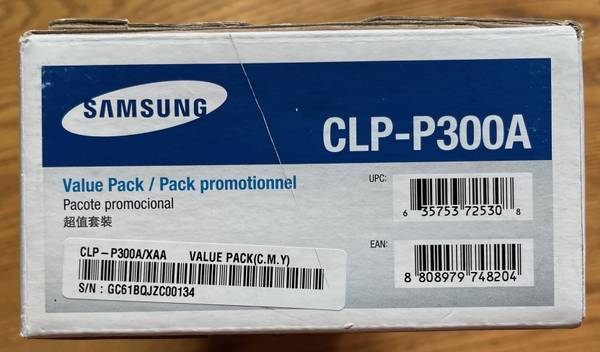 SAMSUNG
CLP-P300A
Value Pack / Pack promotionnel
Pacote promocional
超值套裝
UPC:
6 35753 72530 8
EAN:
8 808979 748204
CLP-P300A/XAA VALUE PACK(C.M.Y)
S/N : GC61BQJZC00134